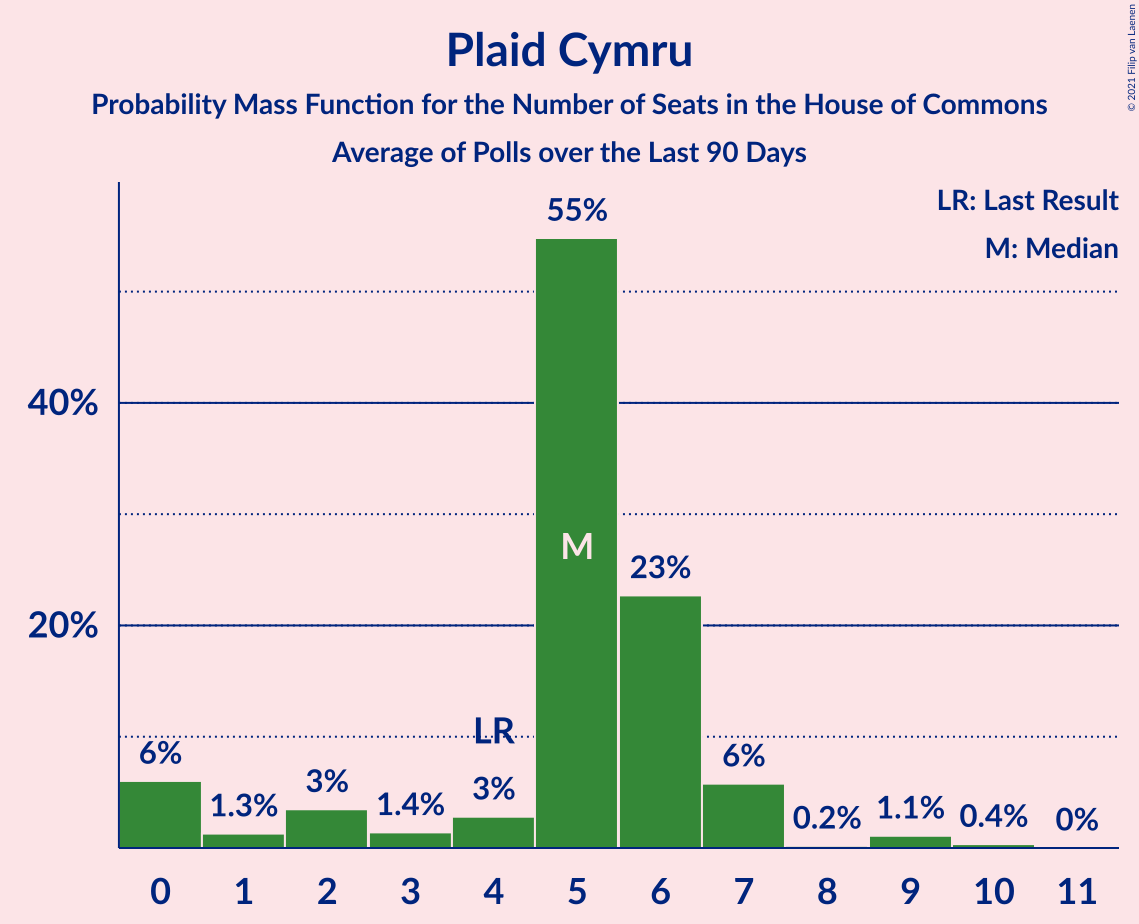 Plaid Cymru
Probability Mass Function for the Number of Seats in the House of Commons
Average of Polls over the Last 90 Days
© 2021 Filip van Laenen
LR: Last Result
M: Median
55%
40%
M
23%
20%
LR
6%
1.3%
3%
1.4%
3%
6%
0.2%
1.1%
0.4%
0%
0 1 2 3 4 5 6 7 8 9 10 11